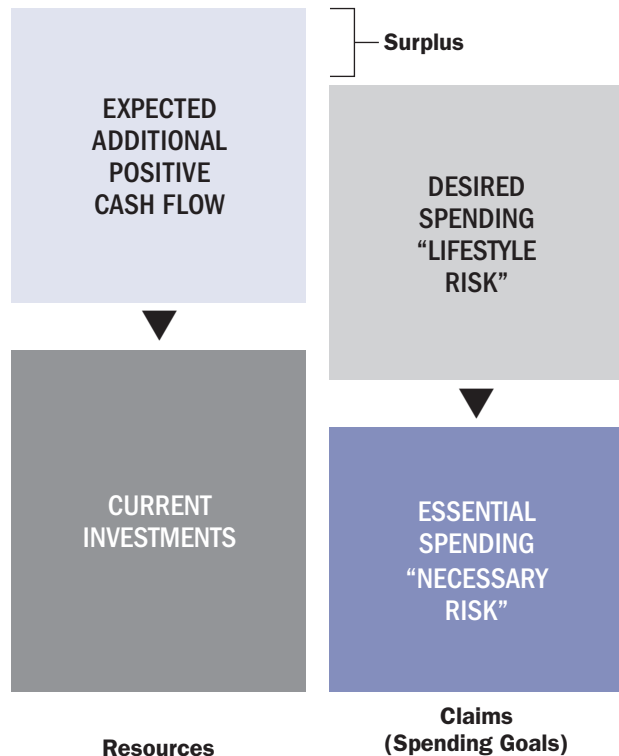 Surplus
EXPECTED
ADDITIONAL
POSITIVE
CASH FLOW
DESIRED
SPENDING
“LIFESTYLE
RISK”
CURRENT
INVESTMENTS
ESSENTIAL
SPENDING
“NECESSARY
RISK”
Resources
Claims
(Spending Goals)